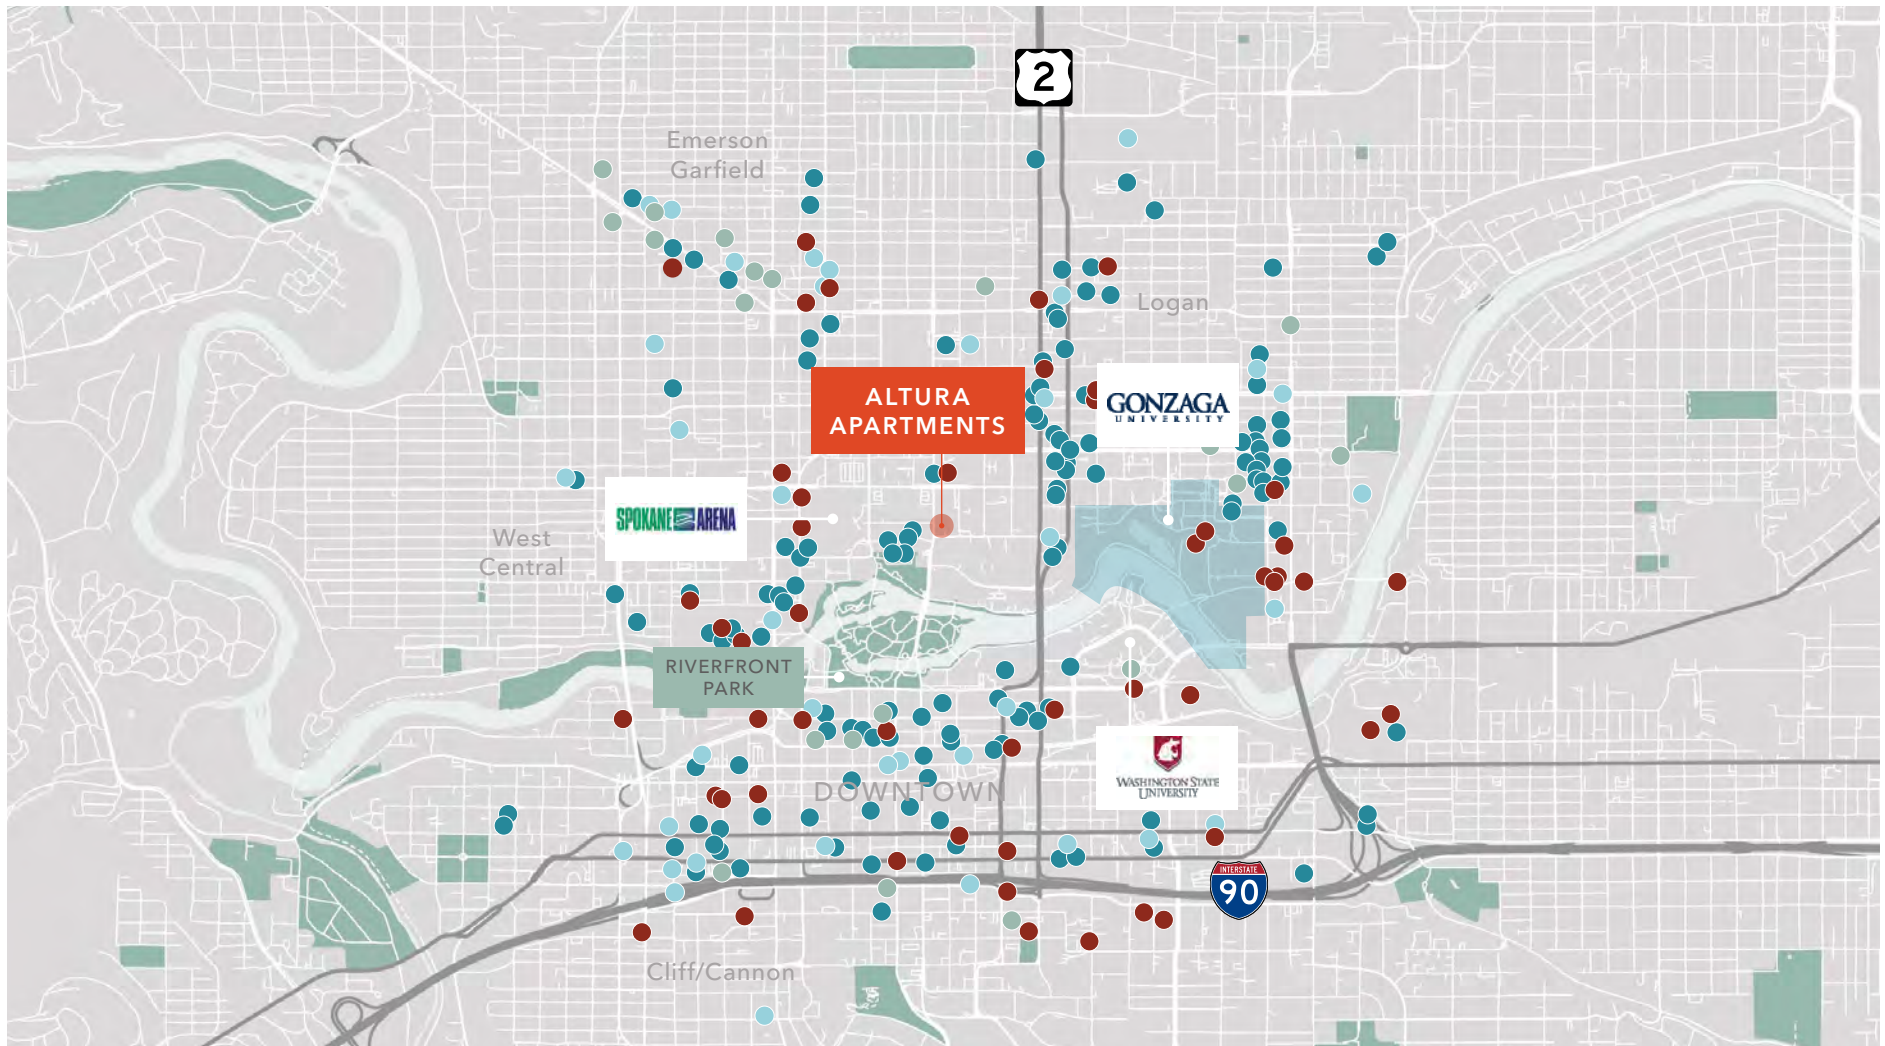 2
Emerson
Garfield
Logan
ALTURA
APARTMENTS
GONZAGA
UNIVERSITY
SPOKANE ARENA
West
Central
RIVERFRONT
PARK
WASHINGTON STATE
UNIVERSITY
DOWNTOWN
INTERSTATE
90
Cliff/Cannon